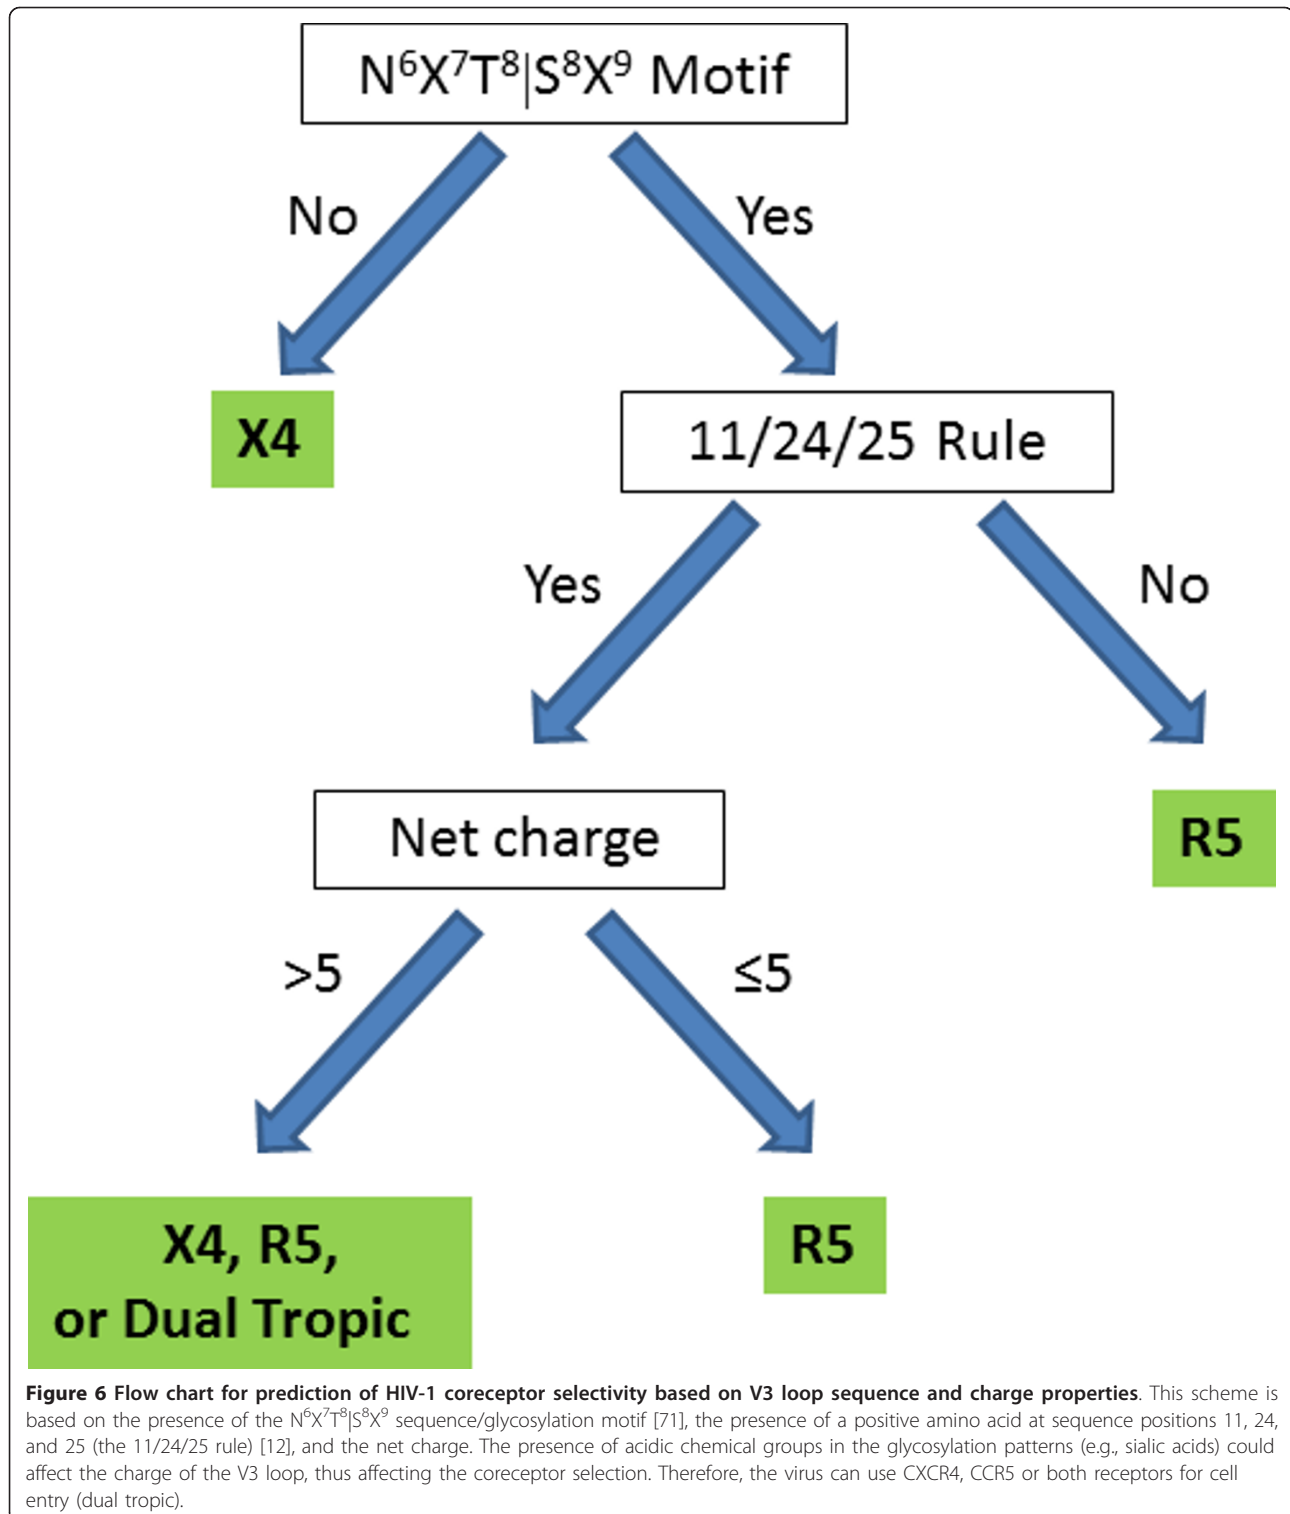 N⁶X⁷T⁸|S⁸X⁹ Motif
No
Yes
X4
11/24/25 Rule
Yes
No
Net charge
R5
>5
≤5
X4, R5,
or Dual Tropic
R5
Figure 6 Flow chart for prediction of HIV-1 coreceptor selectivity based on V3 loop sequence and charge properties. This scheme is
based on the presence of the N⁶X⁷T⁸|S⁸X⁹ sequence/glycosylation motif [71], the presence of a positive amino acid at sequence positions 11, 24,
and 25 (the 11/24/25 rule) [12], and the net charge. The presence of acidic chemical groups in the glycosylation patterns (e.g., sialic acids) could
affect the charge of the V3 loop, thus affecting the coreceptor selection. Therefore, the virus can use CXCR4, CCR5 or both receptors for cell
entry (dual tropic).